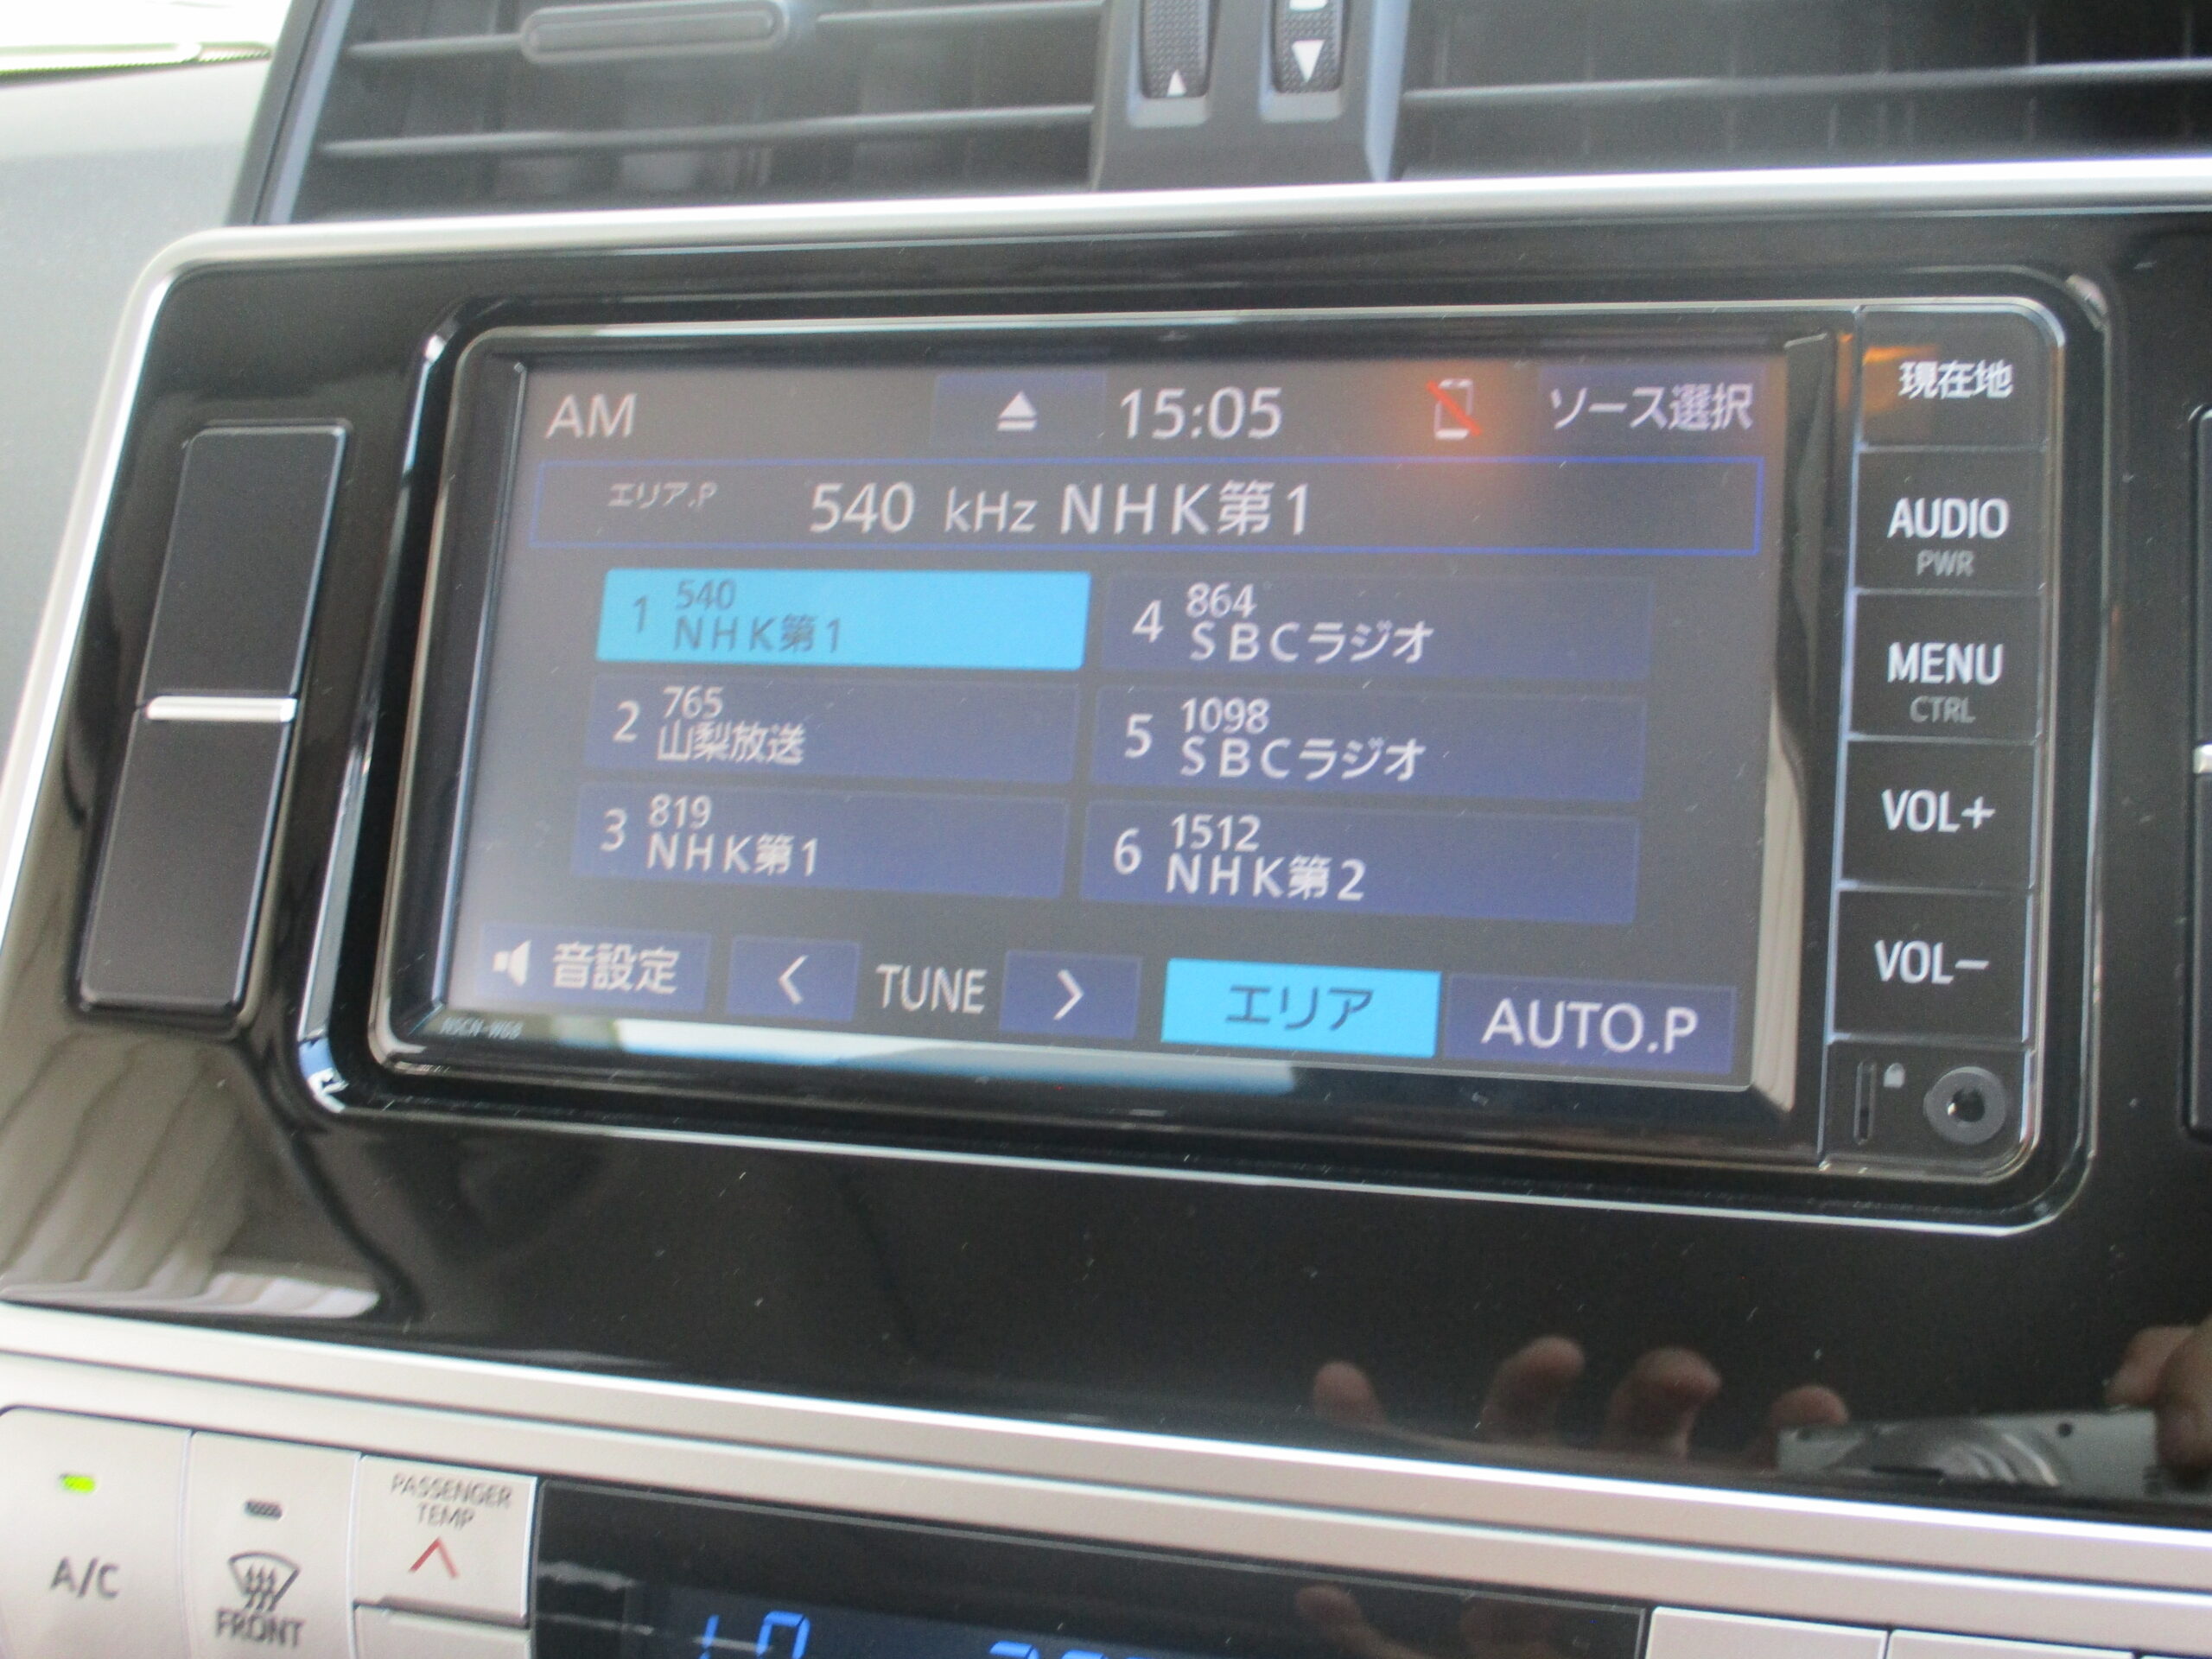 AM
15:05
ソース選択
エリア.P 540 kHz NHK第1
1 540
NHK第1
4 864
SBCラジオ
2 765
山梨放送
5 1098
SBCラジオ
3 819
NHK第1
6 1512
NHK第2
音設定
TUNE
エリア
AUTO.P
NSCN-W68
現在地
AUDIO
PWR
MENU
CTRL
VOL+
VOL−
A/C
FRONT
PASSENGER
TEMP